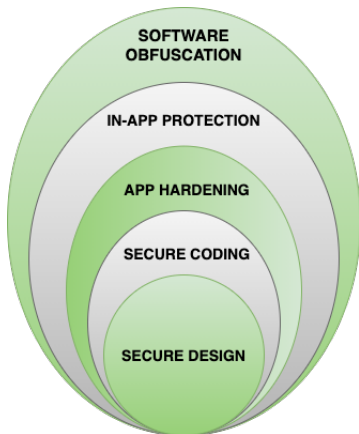 SOFTWARE
OBFUSCATION
IN-APP PROTECTION
APP HARDENING
SECURE CODING
SECURE DESIGN